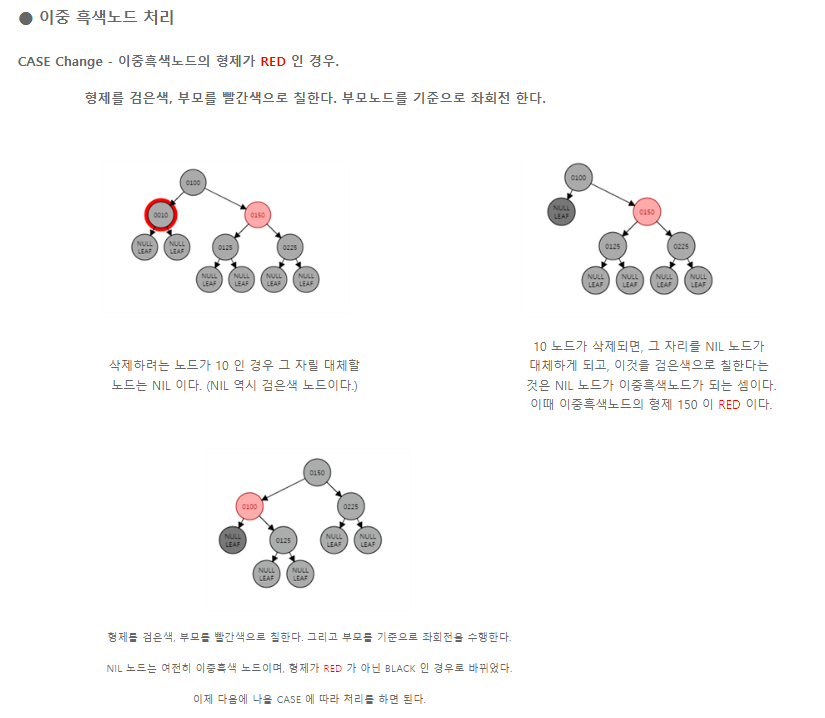 ● 이중 흑색노드 처리
CASE Change - 이중흑색노드의 형제가 RED 인 경우.
형제를 검은색, 부모를 빨간색으로 칠한다. 부모노드를 기준으로 좌회전 한다.
0100
0010
0150
NULL
LEAF
NULL
LEAF
0125
0225
NULL
LEAF
NULL
LEAF
NULL
LEAF
NULL
LEAF
0100
NULL
LEAF
0150
0125
0225
NULL
LEAF
NULL
LEAF
NULL
LEAF
NULL
LEAF
삭제하려는 노드가 10 인 경우 그 자릴 대체할
노드는 NIL 이다. (NIL 역시 검은색 노드이다.)
10 노드가 삭제되면, 그 자리를 NIL 노드가
대체하게 되고, 이것을 검은색으로 칠한다는
것은 NIL 노드가 이중흑색노드가 되는 셈이다.
이때 이중흑색노드의 형제 150 이 RED 이다.
0150
0100
0225
NULL
LEAF
0125
NULL
LEAF
NULL
LEAF
NULL
LEAF
NULL
LEAF
형제를 검은색, 부모를 빨간색으로 칠한다. 그리고 부모를 기준으로 좌회전을 수행한다.
NIL 노드는 여전히 이중흑색 노드이며, 형제가 RED 가 아닌 BLACK 인 경우로 바뀌었다.
이제 다음에 나올 CASE 에 따라 처리를 하면 된다.